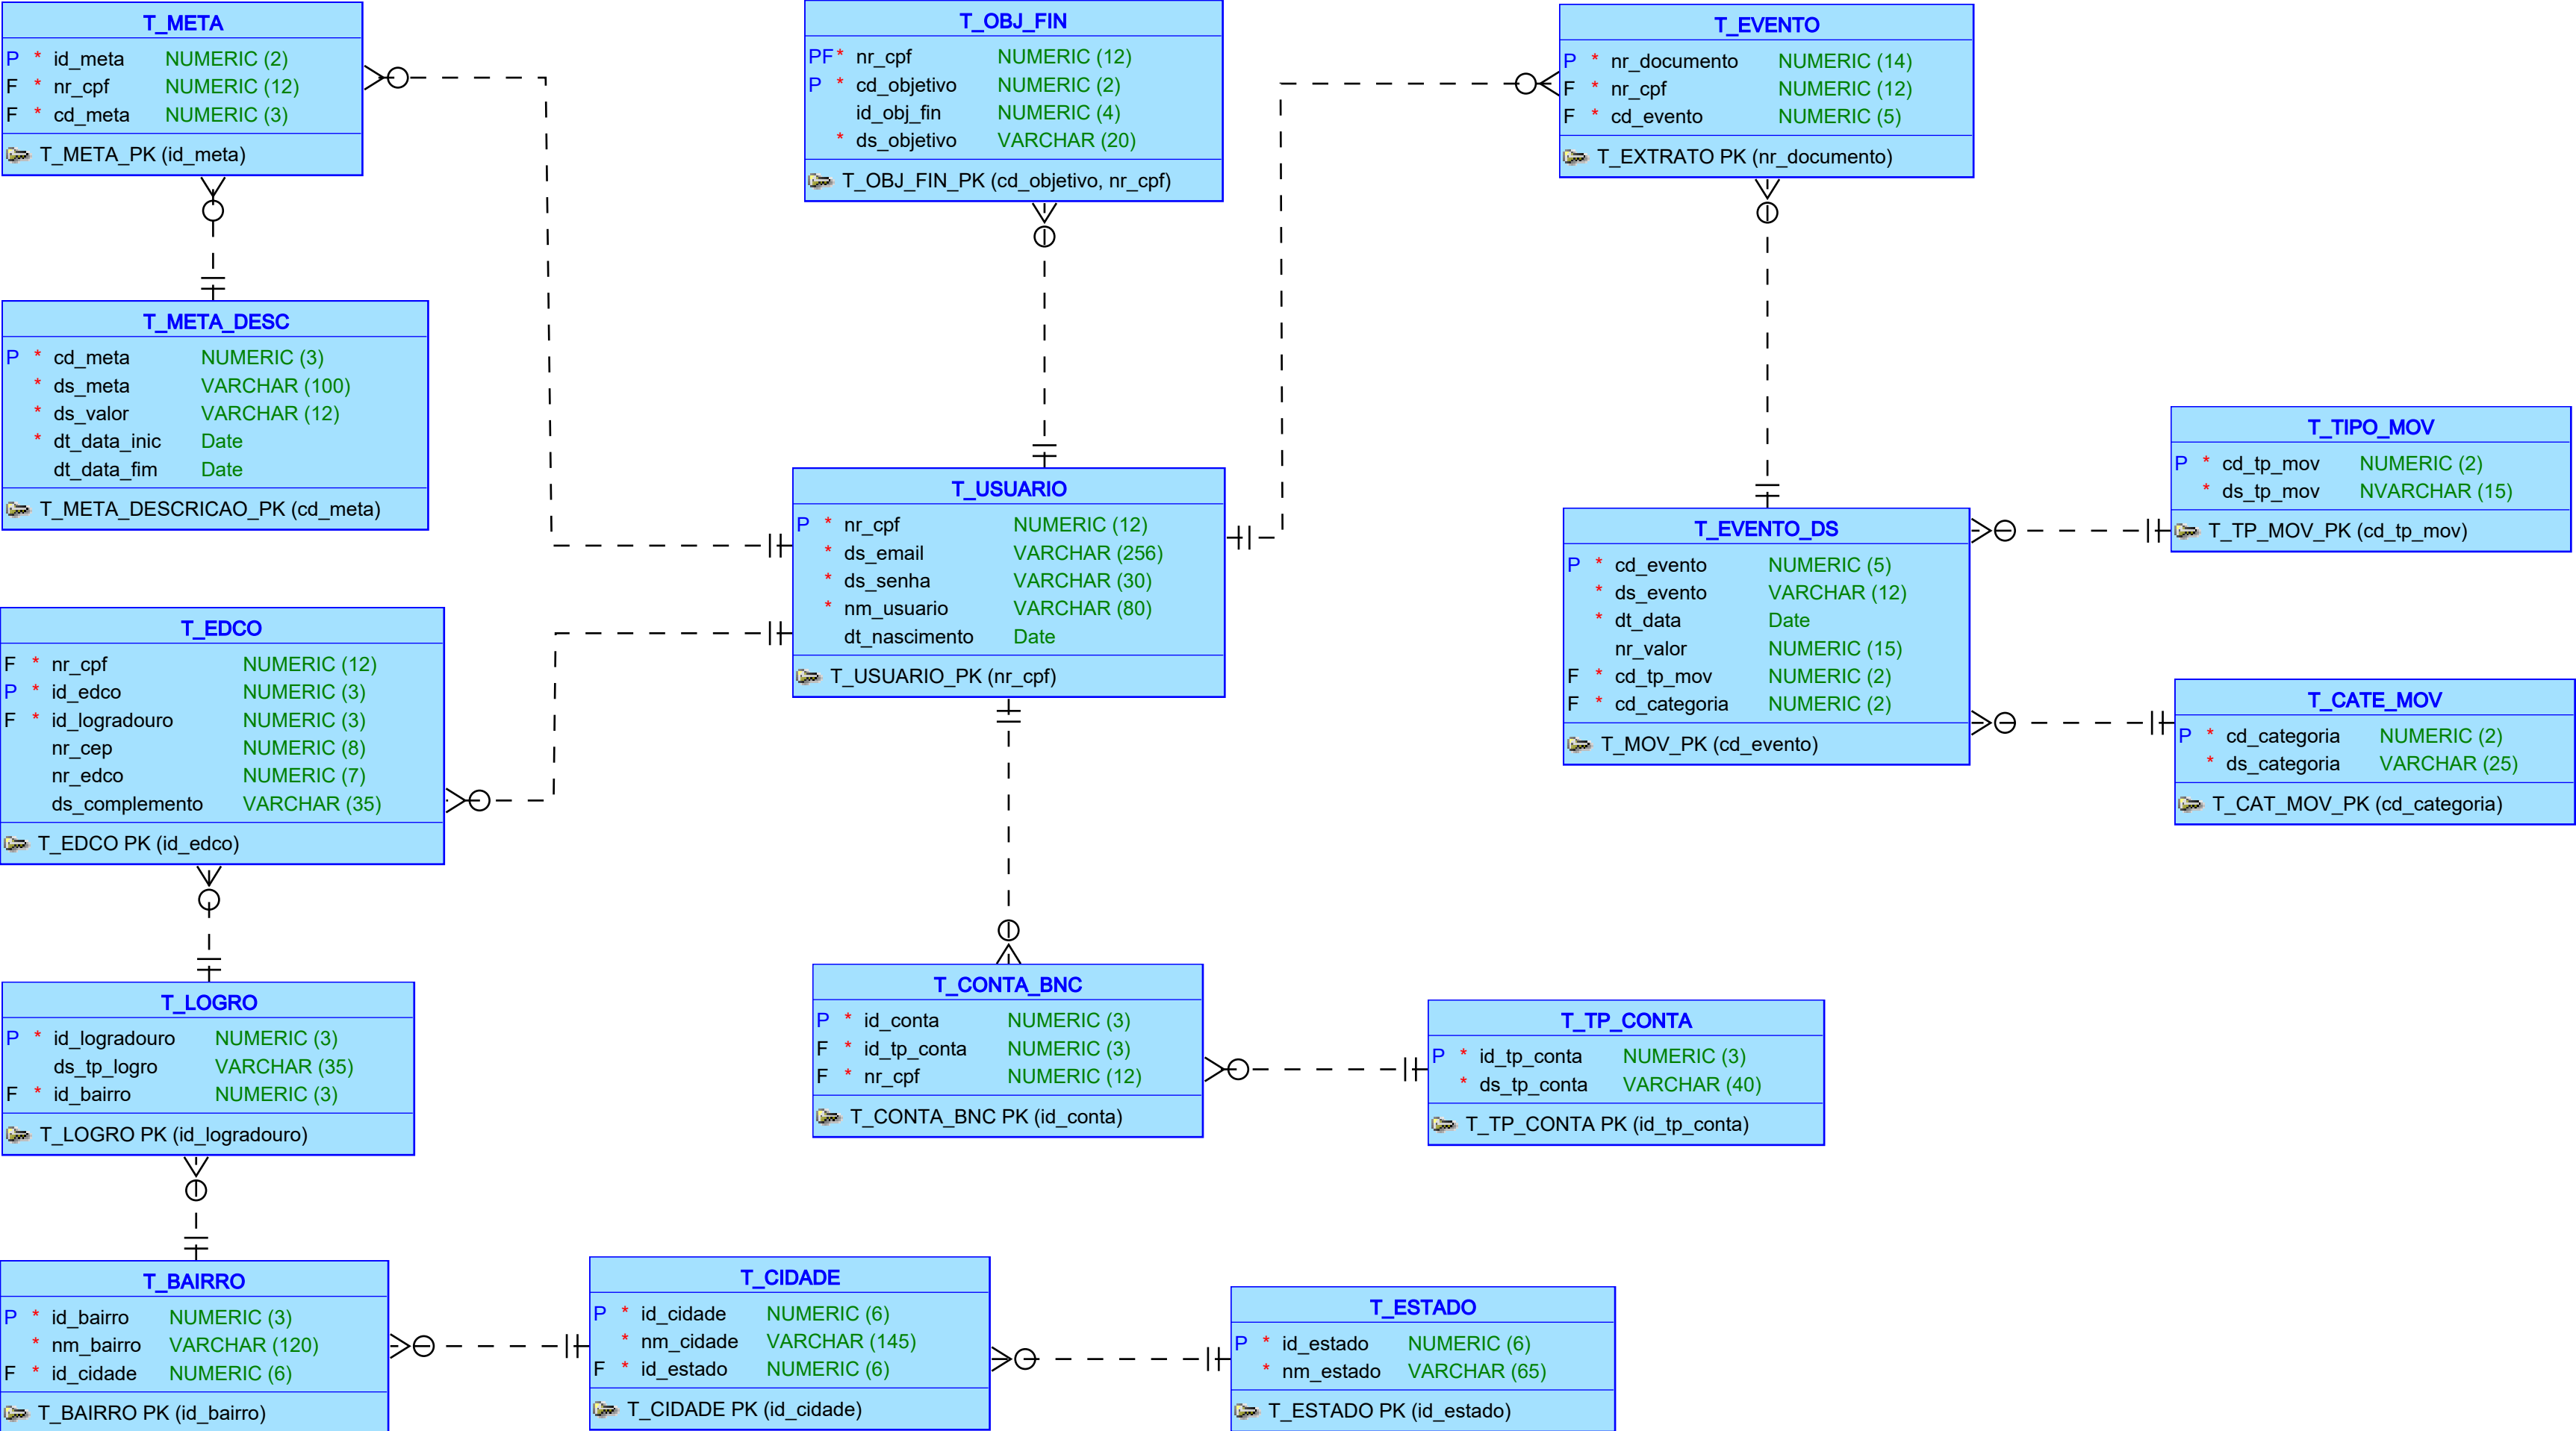 T_META
P * id_meta NUMERIC (2)
F * nr_cpf NUMERIC (12)
F * cd_meta NUMERIC (3)
T_META_PK (id_meta)
T_OBJ_FIN
PF* nr_cpf NUMERIC (12)
P * cd_objetivo NUMERIC (2)
id_obj_fin NUMERIC (4)
* ds_objetivo VARCHAR (20)
T_OBJ_FIN_PK (cd_objetivo, nr_cpf)
T_EVENTO
P * nr_documento NUMERIC (14)
F * nr_cpf NUMERIC (12)
F * cd_evento NUMERIC (5)
T_EXTRATO PK (nr_documento)
T_META_DESC
P * cd_meta NUMERIC (3)
* ds_meta VARCHAR (100)
* ds_valor VARCHAR (12)
* dt_data_inic Date
dt_data_fim Date
T_META_DESCRICAO_PK (cd_meta)
T_USUARIO
P * nr_cpf NUMERIC (12)
* ds_email VARCHAR (256)
* ds_senha VARCHAR (30)
* nm_usuario VARCHAR (80)
dt_nascimento Date
T_USUARIO_PK (nr_cpf)
T_EVENTO_DS
P * cd_evento NUMERIC (5)
* ds_evento VARCHAR (12)
* dt_data Date
nr_valor NUMERIC (15)
F * cd_tp_mov NUMERIC (2)
F * cd_categoria NUMERIC (2)
T_MOV_PK (cd_evento)
T_TIPO_MOV
P * cd_tp_mov NUMERIC (2)
* ds_tp_mov NVARCHAR (15)
T_TP_MOV_PK (cd_tp_mov)
T_CATE_MOV
P * cd_categoria NUMERIC (2)
* ds_categoria VARCHAR (25)
T_CAT_MOV_PK (cd_categoria)
T_EDCO
F * nr_cpf NUMERIC (12)
P * id_edco NUMERIC (3)
F * id_logradouro NUMERIC (3)
nr_cep NUMERIC (8)
nr_edco NUMERIC (7)
ds_complemento VARCHAR (35)
T_EDCO PK (id_edco)
T_LOGRO
P * id_logradouro NUMERIC (3)
ds_tp_logro VARCHAR (35)
F * id_bairro NUMERIC (3)
T_LOGRO PK (id_logradouro)
T_CONTA_BNC
P * id_conta NUMERIC (3)
F * id_tp_conta NUMERIC (3)
F * nr_cpf NUMERIC (12)
T_CONTA_BNC PK (id_conta)
T_TP_CONTA
P * id_tp_conta NUMERIC (3)
* ds_tp_conta VARCHAR (40)
T_TP_CONTA PK (id_tp_conta)
T_BAIRRO
P * id_bairro NUMERIC (3)
* nm_bairro VARCHAR (120)
F * id_cidade NUMERIC (6)
T_BAIRRO PK (id_bairro)
T_CIDADE
P * id_cidade NUMERIC (6)
* nm_cidade VARCHAR (145)
F * id_estado NUMERIC (6)
T_CIDADE PK (id_cidade)
T_ESTADO
P * id_estado NUMERIC (6)
* nm_estado VARCHAR (65)
T_ESTADO PK (id_estado)